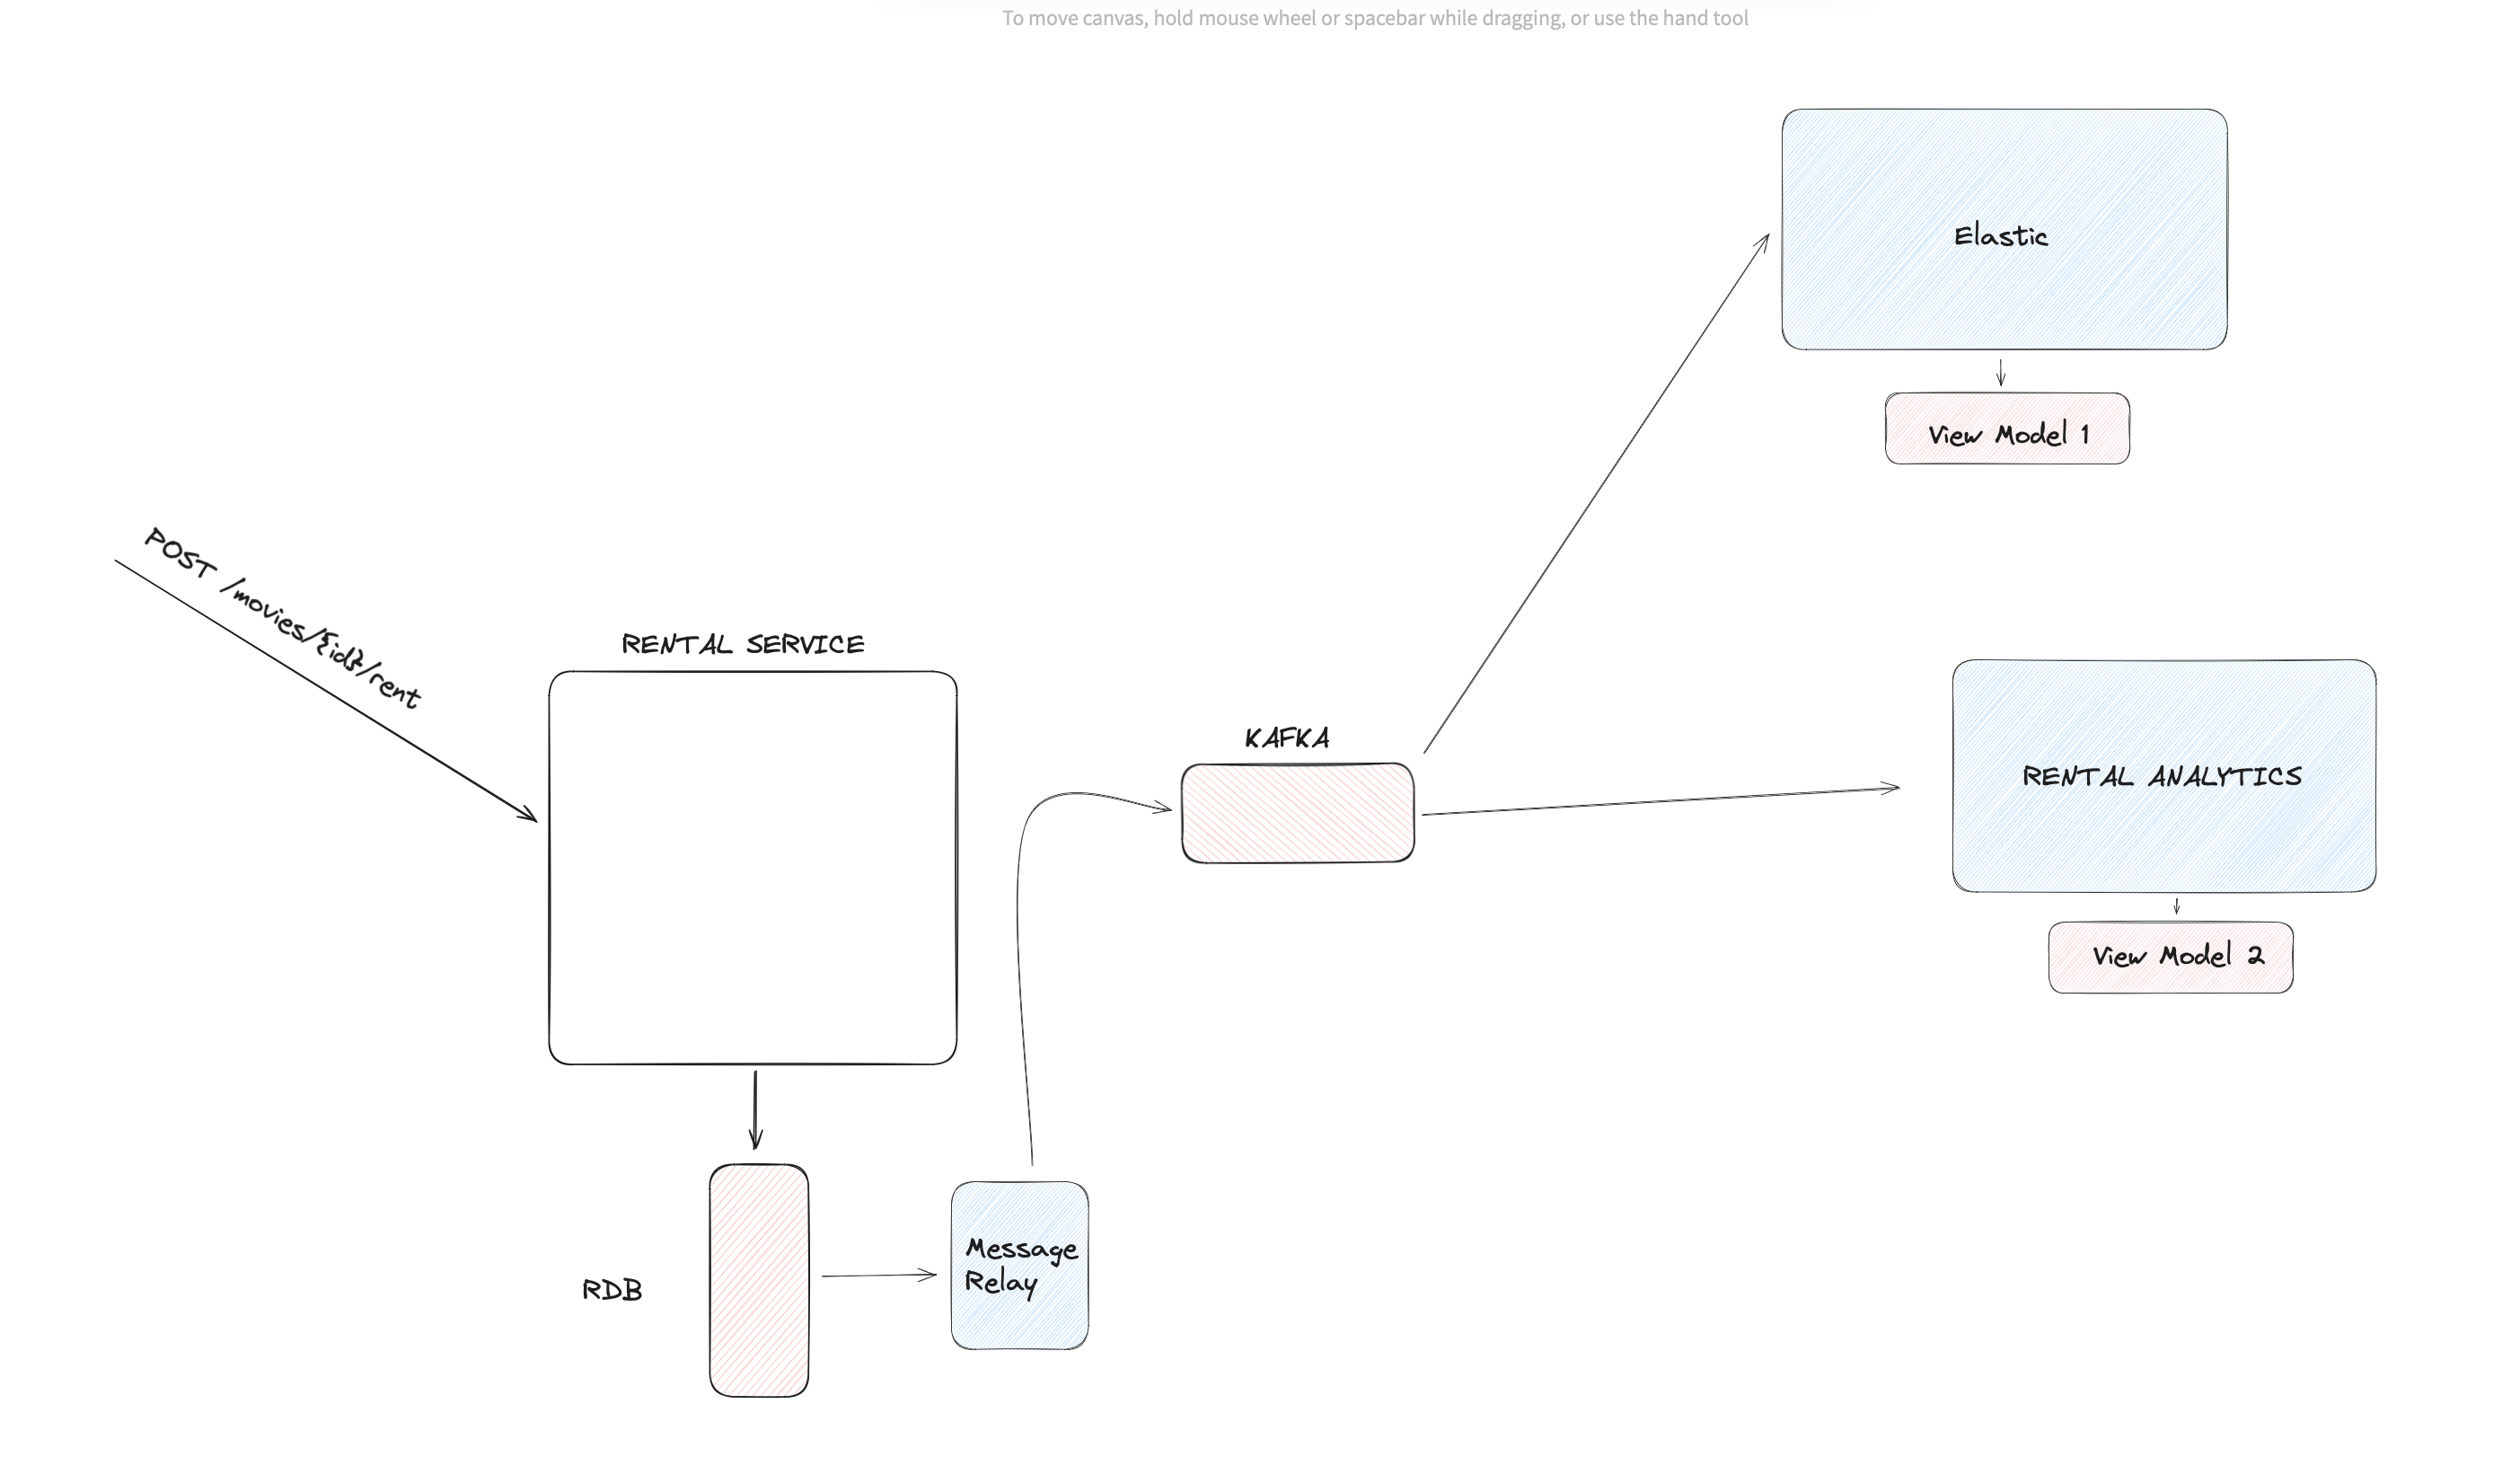 To move canvas, hold mouse wheel or spacebar while dragging, or use the hand tool
Elastic
View Model 1
POST /movies/{id}/rent
RENTAL SERVICE
KAFKA
RENTAL ANALYTICS
View Model 2
Message
Relay
RDB